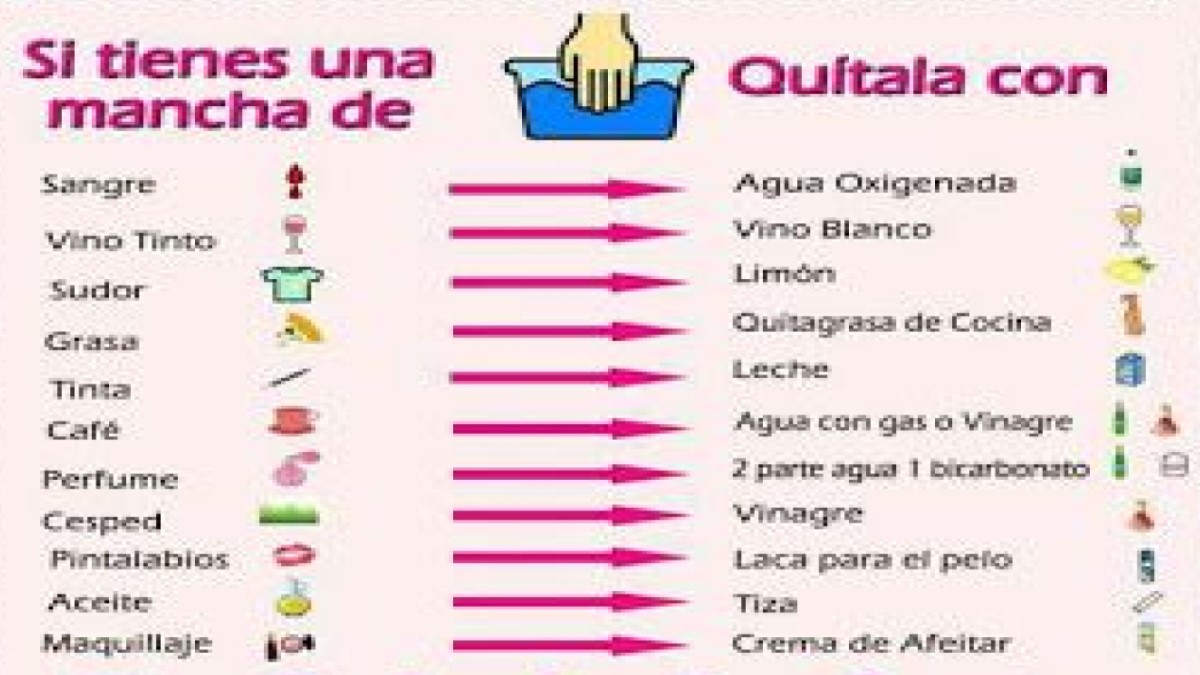 Si tienes una
mancha de
Quítala con
Sangre Agua Oxigenada
Vino Tinto Vino Blanco
Sudor Limón
Grasa Quitagrasa de Cocina
Tinta Leche
Café Agua con gas o Vinagre
Perfume 2 parte agua 1 bicarbonato
Cesped Vinagre
Pintalabios Laca para el pelo
Aceite Tiza
Maquillaje Crema de Afeitar